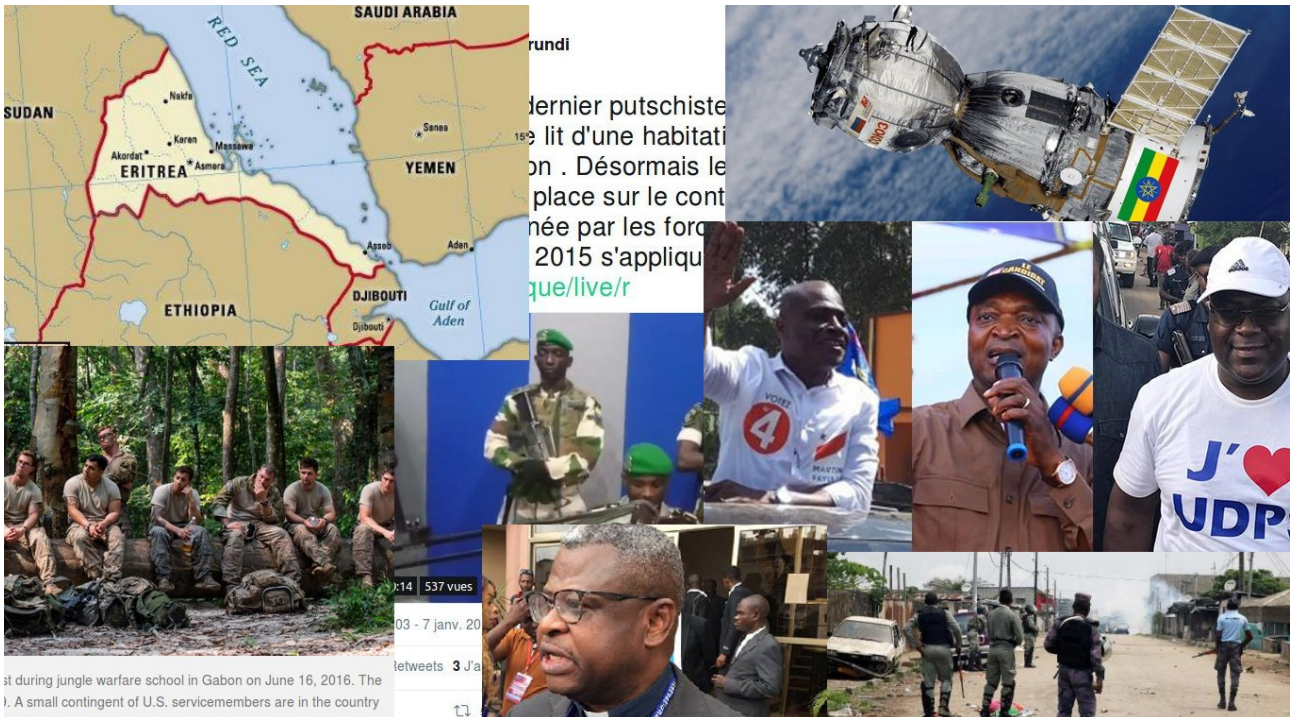 SAUDI ARABIA
RED SEA
SUDAN
Nakfa
Keren
Massawa
Akordat
Asmera
ERITREA
Sanaa
15°
YEMEN
Asseb
Aden
ETHIOPIA
DJIBOUTI
Djibouti
Gulf of
Aden
rundi
dernier putschiste
e lit d'une habitati
on . Désormais le
place sur le cont
née par les forc
2015 s'appliqu
que/live/r
СОЮЗ
VOTEZ
4
MARTIN
FAYULU
LE
CANDIDAT
adidas
J'
UDPS
:14 537 vues
03 - 7 janv. 20
Retweets 3 J'a
st during jungle warfare school in Gabon on June 16, 2016. The
. A small contingent of U.S. servicemembers are in the country